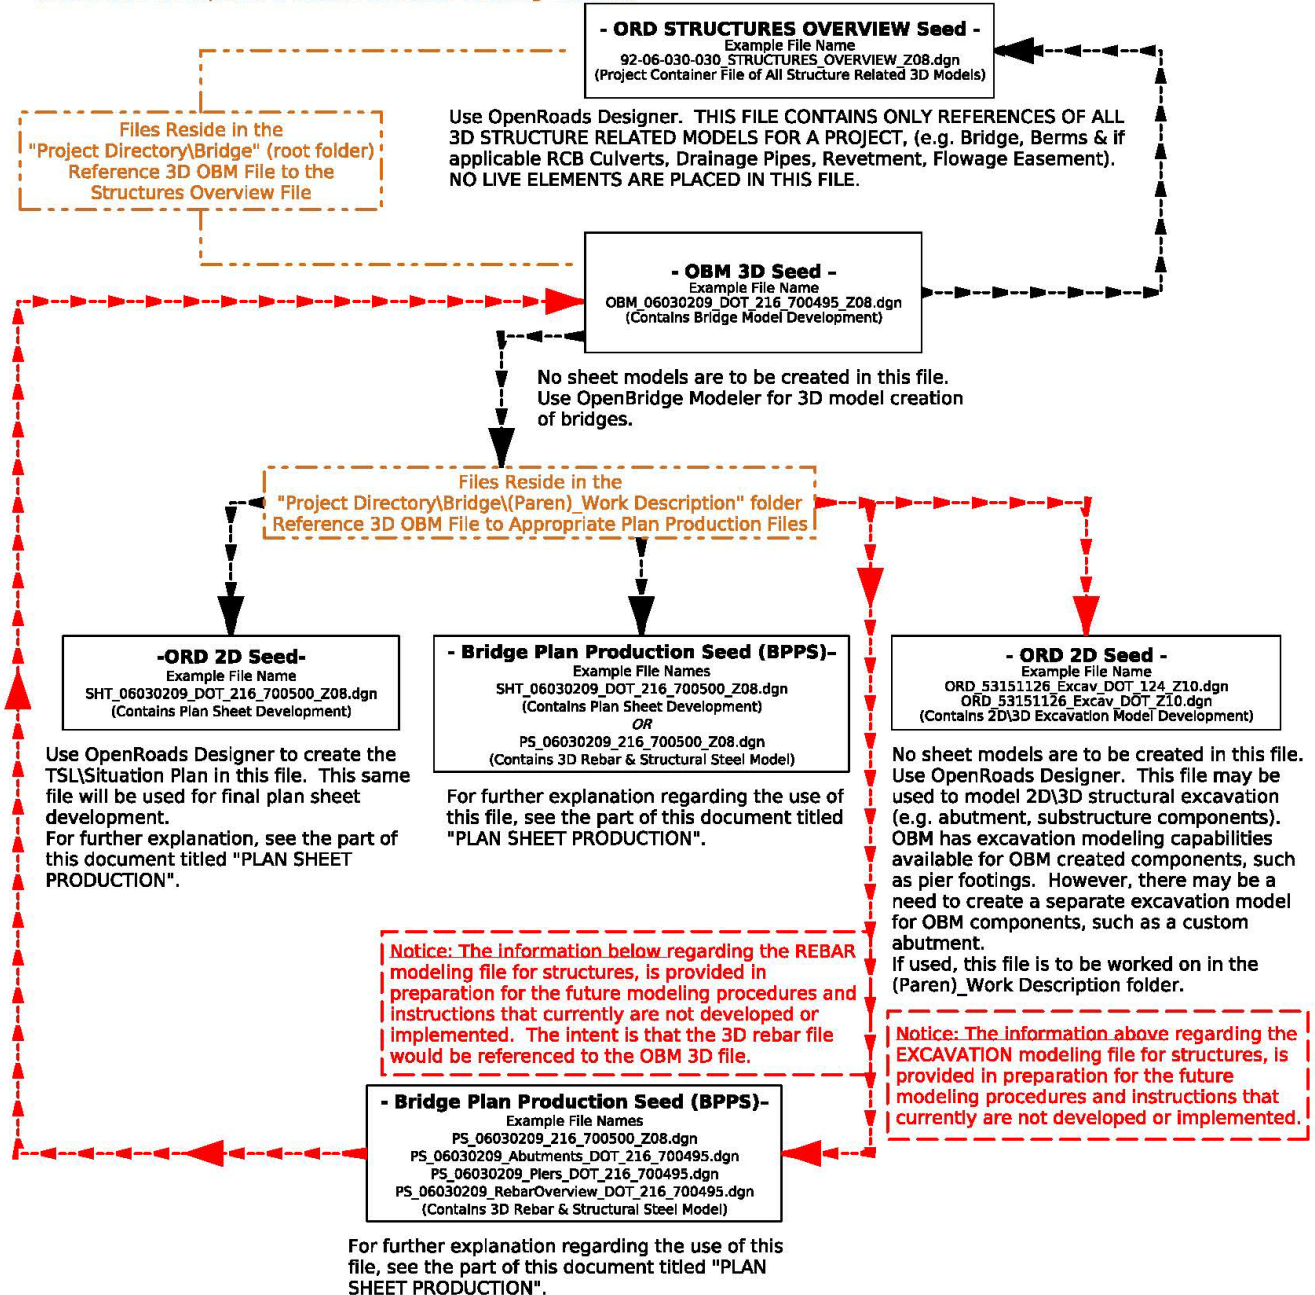 - ORD STRUCTURES OVERVIEW Seed -
Example File Name
92-06-030-030_STRUCTURES_OVERVIEW_Z08.dgn
(Project Container File of All Structure Related 3D Models)
Use OpenRoads Designer.  THIS FILE CONTAINS ONLY REFERENCES OF ALL
3D STRUCTURE RELATED MODELS FOR A PROJECT, (e.g. Bridge, Berms & if
applicable RCB Culverts, Drainage Pipes, Revetment, Flowage Easement).
NO LIVE ELEMENTS ARE PLACED IN THIS FILE.
Files Reside in the
"Project Directory\Bridge" (root folder)
Reference 3D OBM File to the
Structures Overview File
- OBM 3D Seed –
Example File Name
OBM_06030209_DOT_216_700495_Z08.dgn
(Contains Bridge Model Development)
No sheet models are to be created in this file.
Use OpenBridge Modeler for 3D model creation
of bridges.
Files Reside in the
"Project Directory\Bridge\(Paren)_Work Description" folder
Reference 3D OBM File to Appropriate Plan Production Files
-ORD 2D Seed-
Example File Name
SHT_06030209_DOT_216_700500_Z08.dgn
(Contains Plan Sheet Development)
Use OpenRoads Designer to create the
TSL\Situation Plan in this file.  This same
file will be used for final plan sheet
development.
For further explanation, see the part of
this document titled "PLAN SHEET
PRODUCTION".
- Bridge Plan Production Seed (BPPS)–
Example File Names
SHT_06030209_DOT_216_700500_Z08.dgn
(Contains Plan Sheet Development)
OR
PS_06030209_216_700500_Z08.dgn
(Contains 3D Rebar & Structural Steel Model)
For further explanation regarding the use of
this file, see the part of this document titled
"PLAN SHEET PRODUCTION".
- ORD 2D Seed -
Example File Name
ORD_53151126_Excav_DOT_124_Z10.dgn
ORD_53151126_Excav_DOT_Z10.dgn
(Contains 2D\3D Excavation Model Development)
No sheet models are to be created in this file.
Use OpenRoads Designer.  This file may be
used to model 2D\3D structural excavation
(e.g. abutment, substructure components).
OBM has excavation modeling capabilities
available for OBM created components, such
as pier footings.  However, there may be a
need to create a separate excavation model
for OBM components, such as a custom
abutment.
If used, this file is to be worked on in the
(Paren)_Work Description folder.
Notice: The information below regarding the REBAR
modeling file for structures, is provided in
preparation for the future modeling procedures and
instructions that currently are not developed or
implemented.  The intent is that the 3D rebar file
would be referenced to the OBM 3D file.
Notice: The information above regarding the
EXCAVATION modeling file for structures, is
provided in preparation for the future
modeling procedures and instructions that
currently are not developed or implemented.
- Bridge Plan Production Seed (BPPS)–
Example File Names
PS_06030209_216_700500_Z08.dgn
PS_06030209_Abutments_DOT_216_700495.dgn
PS_06030209_Piers_DOT_216_700495.dgn
PS_06030209_RebarOverview_DOT_216_700495.dgn
(Contains 3D Rebar & Structural Steel Model)
For further explanation regarding the use of this
file, see the part of this document titled "PLAN
SHEET PRODUCTION".